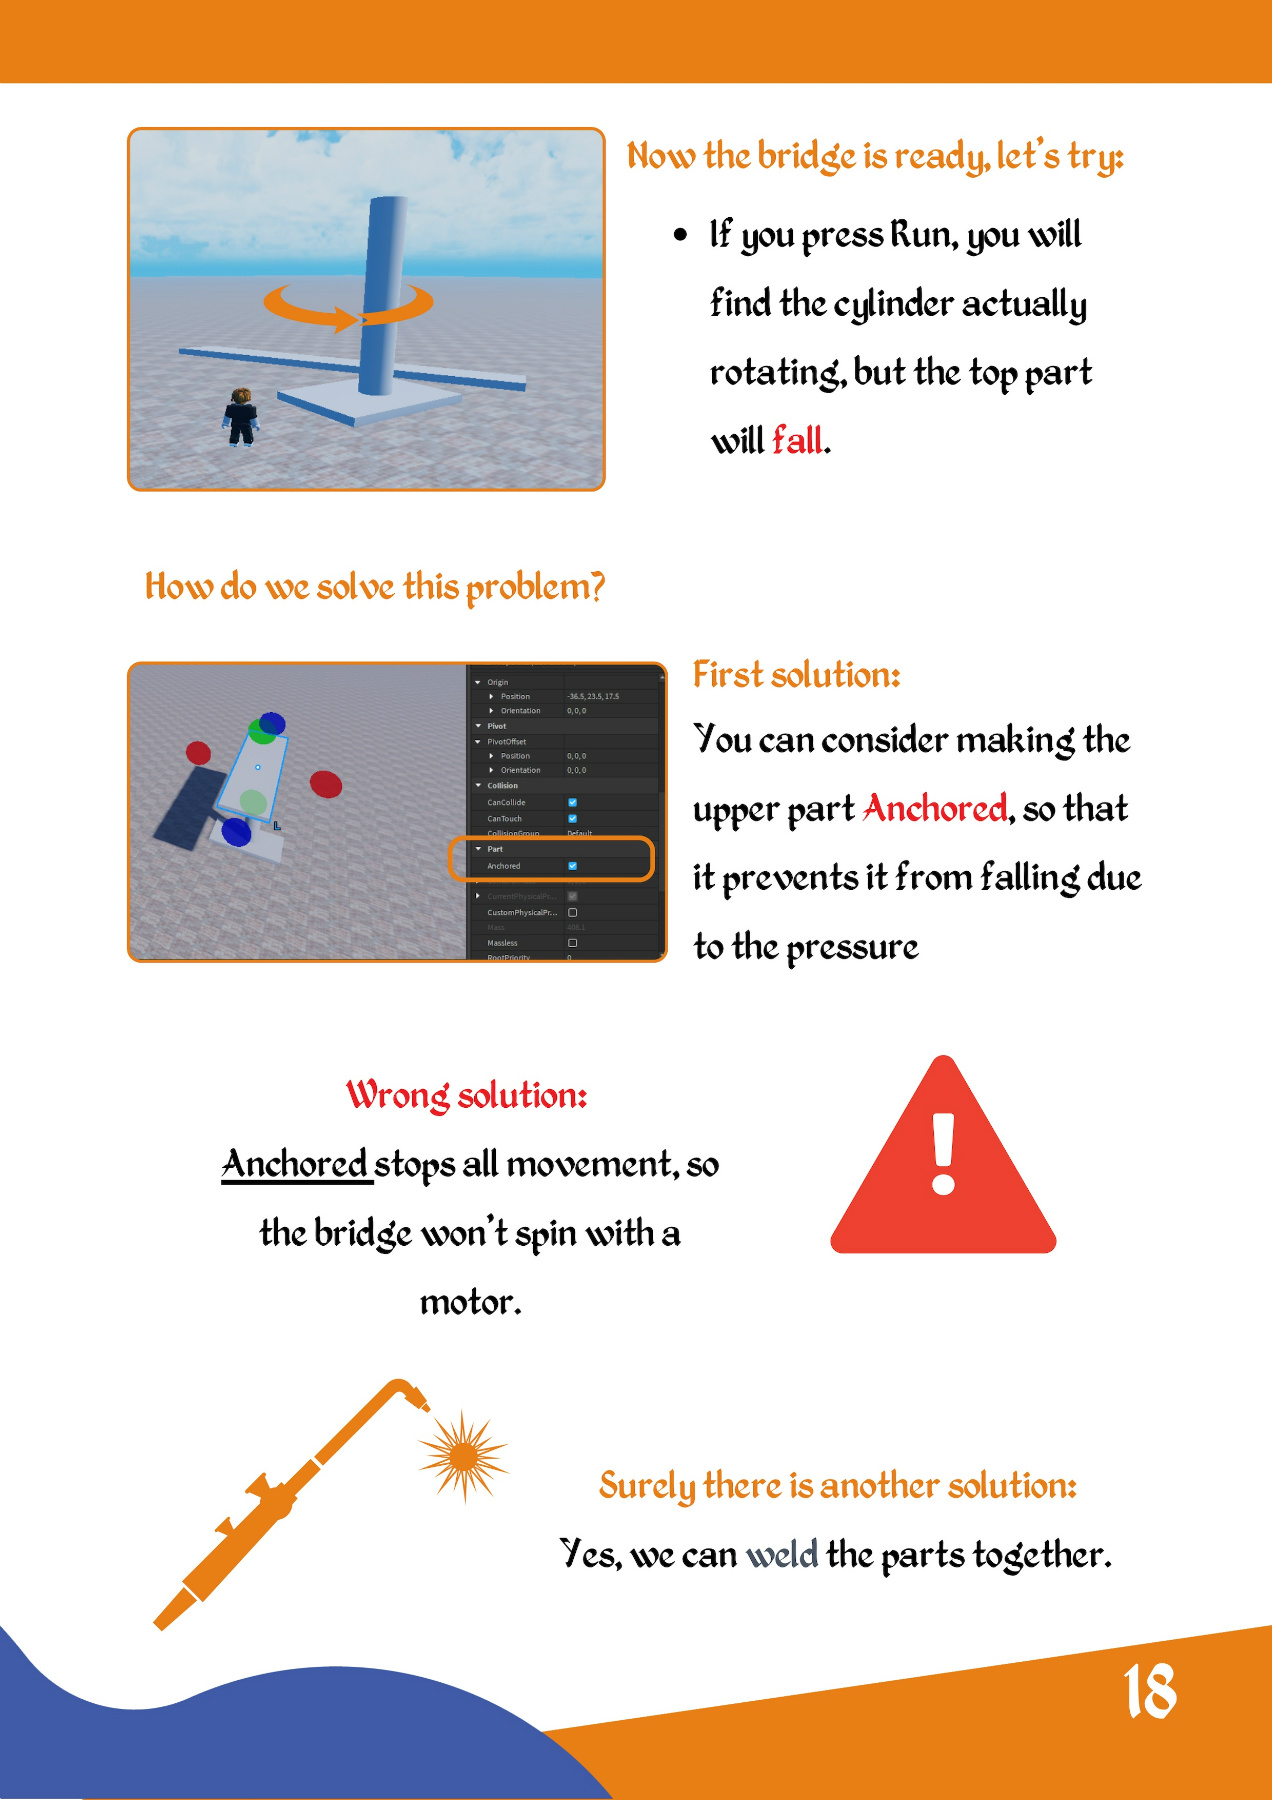 Now the bridge is ready, let's try:
• If you press Run, you will
find the cylinder actually
rotating, but the top part
will fall.
How do we solve this problem?
Origin
Position -36.5, 23.5, 17.5
Orientation 0, 0, 0
Pivot
PivotOffset
Position 0, 0, 0
Orientation 0, 0, 0
Collision
CanCollide
CanTouch
CollisionGroup Default
Part
Anchored
CurrentPhysicalPr...
CustomPhysicalPr...
Mass
Massless
RootPriority 0
First solution:
You can consider making the
upper part Anchored, so that
it prevents it from falling due
to the pressure
Wrong solution:
Anchored stops all movement, so
the bridge won't spin with a
motor.
Surely there is another solution:
Yes, we can weld the parts together.
18